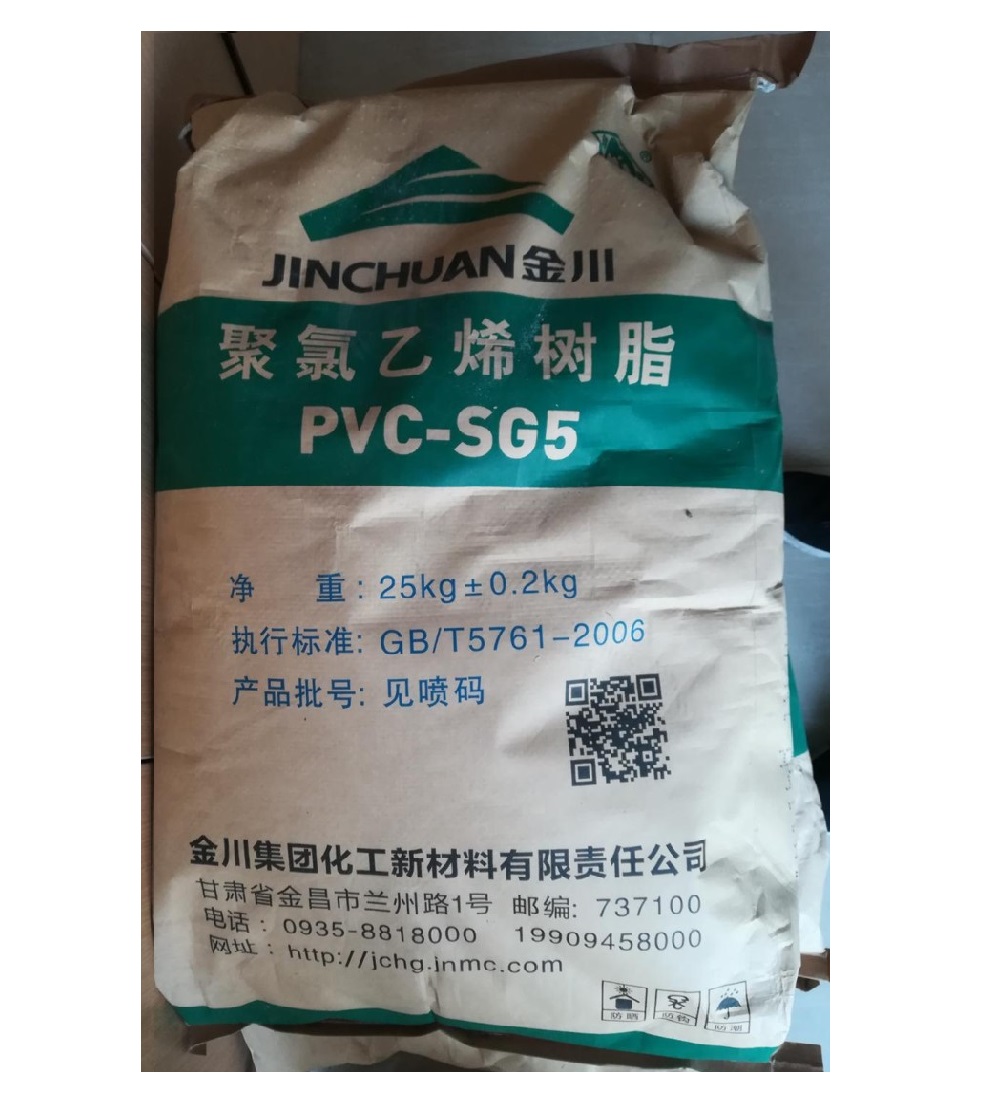 JINCHUAN金川
聚氯乙烯树脂
PVC-SG5
净 重: 25kg±0.2kg
执行标准: GB/T5761-2006
产品批号: 见喷码
金川集团化工新材料有限责任公司
甘肃省金昌市兰州路1号 邮编: 737100
电话: 0935-8818000 19909458000
网址: http://jchg.jnmc.com
防晒 防钩 防潮